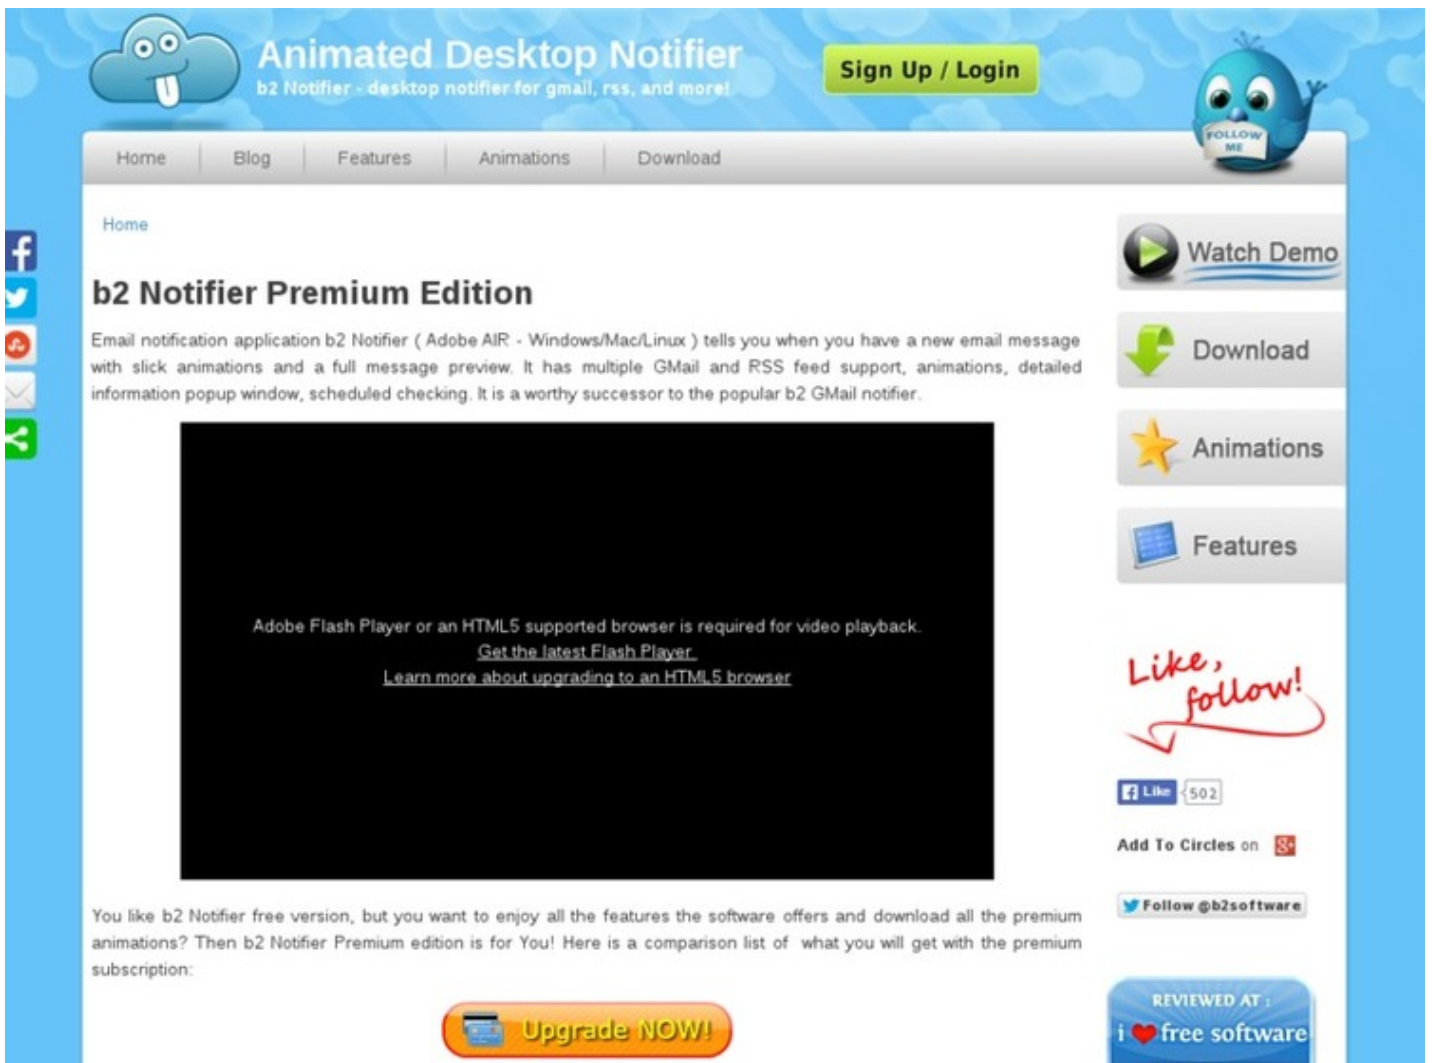 Animated Desktop Notifier
b2 Notifier - desktop notifier for gmail, rss, and more!
Sign Up / Login
FOLLOW
ME
Home
Blog
Features
Animations
Download
Home
b2 Notifier Premium Edition
Email notification application b2 Notifier ( Adobe AIR - Windows/Mac/Linux ) tells you when you have a new email message
with slick animations and a full message preview. It has multiple GMail and RSS feed support, animations, detailed
information popup window, scheduled checking. It is a worthy successor to the popular b2 GMail notifier.
Adobe Flash Player or an HTML5 supported browser is required for video playback.
Get the latest Flash Player
Learn more about upgrading to an HTML5 browser
You like b2 Notifier free version, but you want to enjoy all the features the software offers and download all the premium
animations? Then b2 Notifier Premium edition is for You! Here is a comparison list of what you will get with the premium
subscription:
Upgrade NOW!
Watch Demo
Download
Animations
Features
Like,
follow!
Like 502
Add To Circles on g+
Follow @b2software
REVIEWED AT :
i free software